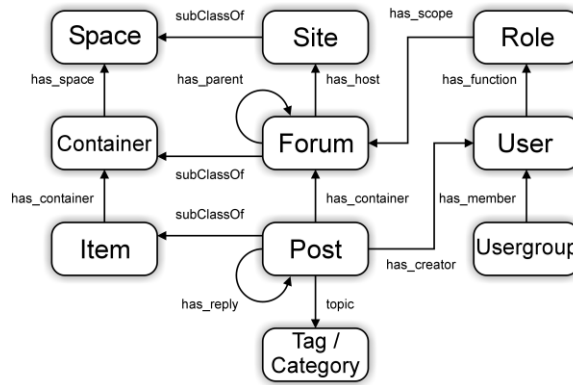 subClassOf
has_scope
Space
Site
Role
has_space
has_parent
has_host
has_function
Container
Forum
User
subClassOf
has_container
has_container
has_member
subClassOf
Item
Post
Usergroup
has_creator
has_reply
topic
Tag /
Category